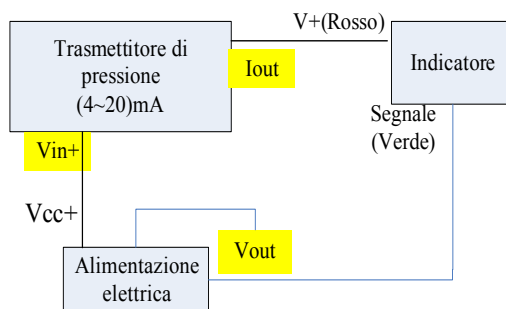 V+(Rosso)
Trasmettitore di
pressione
(4~20)mA
Iout
Indicatore
Segnale
(Verde)
Vin+
Vcc+
Vout
Alimentazione
elettrica